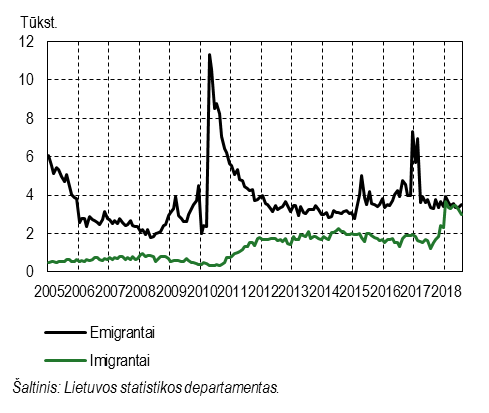 Tūkst.
12
10
8
6
4
2
0
2005 2006 2007 2008 2009 2010 2011 2012 2013 2014 2015 2016 2017 2018
Emigrantai
Imigrantai
Šaltinis: Lietuvos statistikos departamentas.